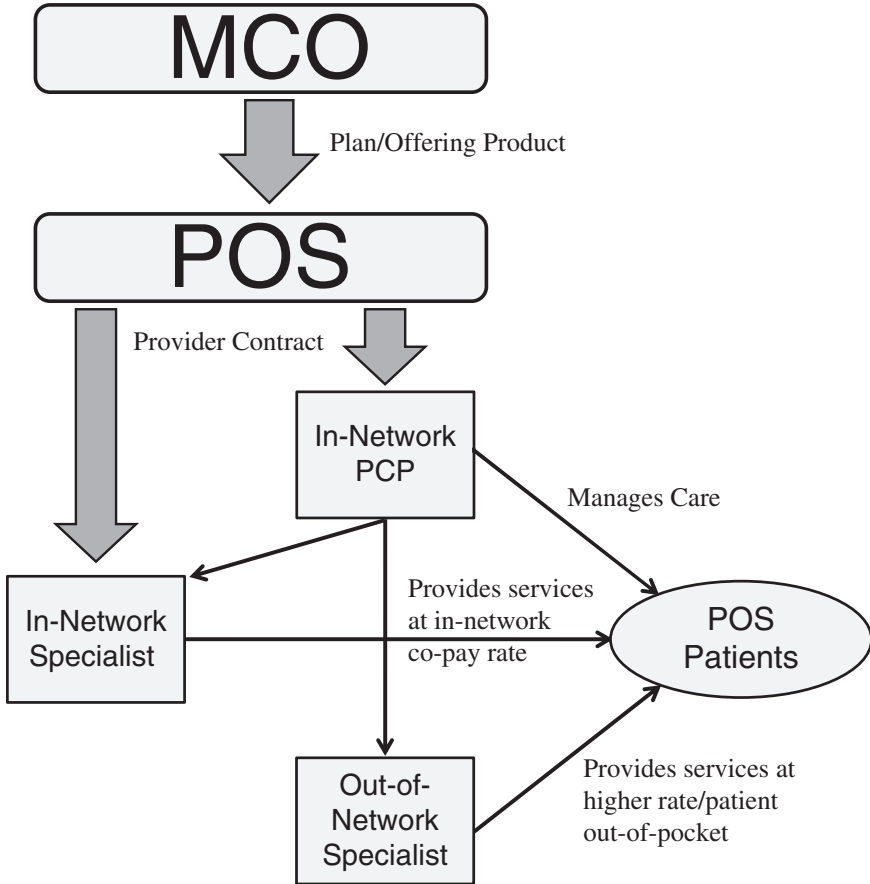 MCO
Plan/Offering Product
POS
Provider Contract
In-Network
PCP
Manages Care
In-Network
Specialist
Provides services
at in-network
co-pay rate
POS
Patients
Out-of-
Network
Specialist
Provides services at
higher rate/patient
out-of-pocket